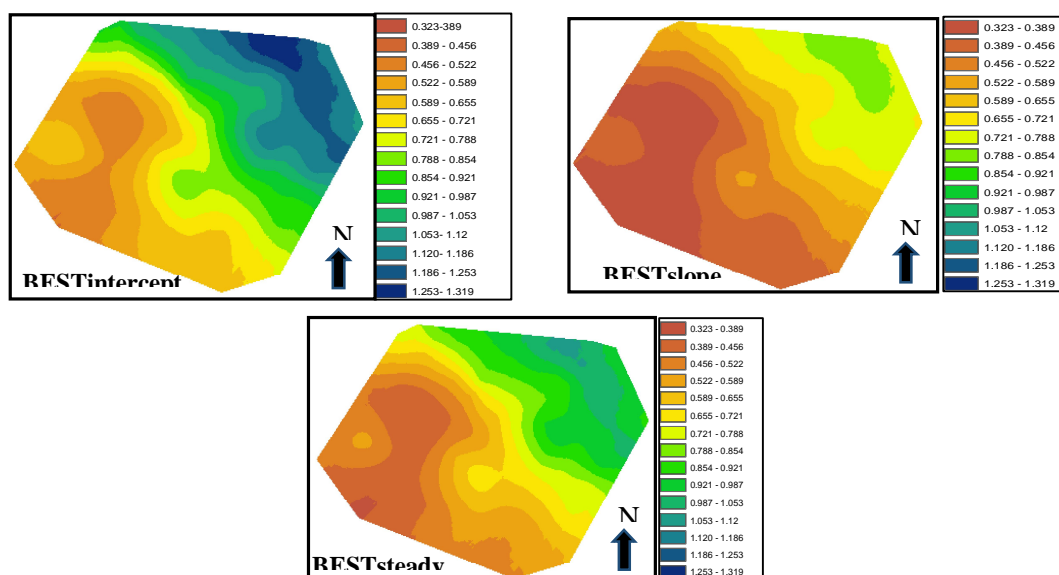 0.323-389
0.389 - 0.456
0.456 - 0.522
0.522 - 0.589
0.589 - 0.655
0.655 - 0.721
0.721 - 0.788
0.788 - 0.854
0.854 - 0.921
0.921 - 0.987
0.987 - 1.053
1.053- 1.12
1.120- 1.186
1.186 - 1.253
1.253- 1.319
N
BESTintercept
0.323 - 0.389
0.389 - 0.456
0.456 - 0.522
0.522 - 0.589
0.589 - 0.655
0.655 - 0.721
0.721 - 0.788
0.788 - 0.854
0.854 - 0.921
0.921 - 0.987
0.987 - 1.053
1.053 - 1.12
1.120 - 1.186
1.186 - 1.253
1.253 - 1.319
N
BESTslope
0.323 - 0.389
0.389 - 0.456
0.456 - 0.522
0.522 - 0.589
0.589 - 0.655
0.655 - 0.721
0.721 - 0.788
0.788 - 0.854
0.854 - 0.921
0.921 - 0.987
0.987 - 1.053
1.053 - 1.12
1.120 - 1.186
1.186 - 1.253
1.253 - 1.319
N
BESTsteady